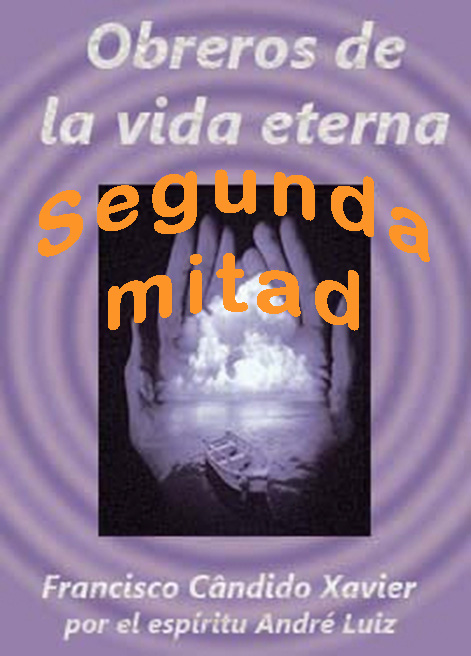 Obreros de
la vida eterna
Segunda
mitad
Francisco Cândido Xavier
por el espíritu André Luiz